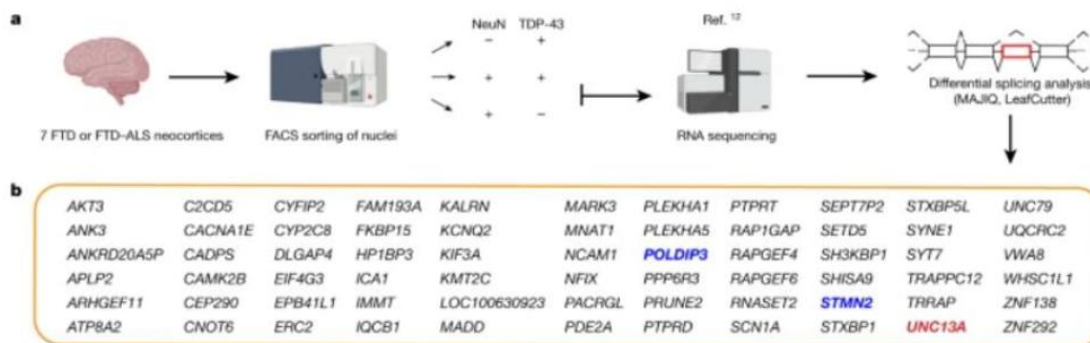 a
NeuN TDP-43
− +
+ +
+ −
Ref. 12
7 FTD or FTD–ALS neocortices
FACS sorting of nuclei
RNA sequencing
Differential splicing analysis
(MAJIQ, LeafCutter)
b
AKT3 C2CD5 CYFIP2 FAM193A KALRN MARK3 PLEKHA1 PTPRT SEPT7P2 STXBP5L UNC79
ANK3 CACNA1E CYP2C8 FKBP15 KCNQ2 MNAT1 PLEKHA5 RAP1GAP SETD5 SYNE1 UQCRC2
ANKRD20A5P CADPS DLGAP4 HP1BP3 KIF3A NCAM1 POLDIP3 RAPGEF4 SH3KBP1 SYT7 VWA8
APLP2 CAMK2B EIF4G3 ICA1 KMT2C NFIX PPP6R3 RAPGEF6 SHISA9 TRAPPC12 WHSC1L1
ARHGEF11 CEP290 EPB41L1 IMMT LOC100630923 PACRGL PRUNE2 RNASET2 STMN2 TRRAP ZNF138
ATP8A2 CNOT6 ERC2 IQCB1 MADD PDE2A PTPRD SCN1A STXBP1 UNC13A ZNF292